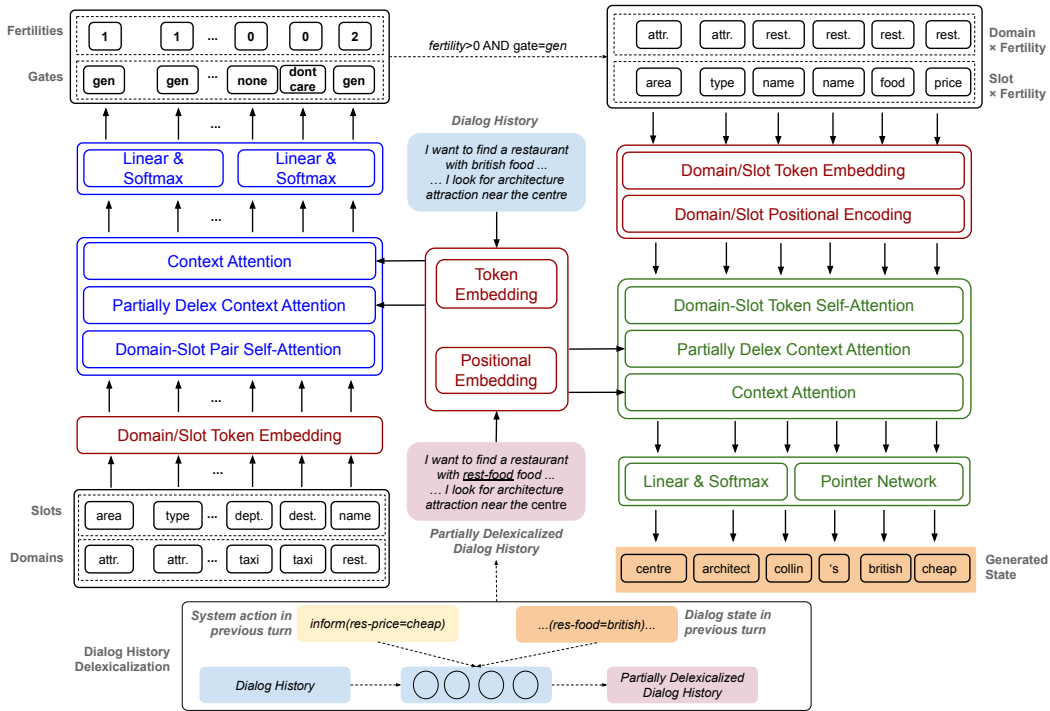 Fertilities
1 1 ... 0 0 2
Gates
gen gen ... none dont care gen
fertility>0 AND gate=gen
attr. attr. rest. rest. rest. rest.
Domain
× Fertility
area type name name food price
Slot
× Fertility
...
Linear &
Softmax
Linear &
Softmax
...
Context Attention
Partially Delex Context Attention
Domain-Slot Pair Self-Attention
...
Domain/Slot Token Embedding
...
Slots
area type ... dept. dest. name
Domains
attr. attr. ... taxi taxi rest.
Dialog History
I want to find a restaurant
with british food ...
… I look for architecture
attraction near the centre
Token
Embedding
Positional
Embedding
I want to find a restaurant
with rest-food food ...
… I look for architecture
attraction near the centre
Partially Delexicalized
Dialog History
Domain/Slot Token Embedding
Domain/Slot Positional Encoding
Domain-Slot Token Self-Attention
Partially Delex Context Attention
Context Attention
Linear & Softmax
Pointer Network
centre architect collin ‘s british cheap
Generated
State
Dialog History
Delexicalization
System action in
previous turn
inform(res-price=cheap)
...(res-food=british)...
Dialog state in
previous turn
Dialog History
Partially Delexicalized
Dialog History